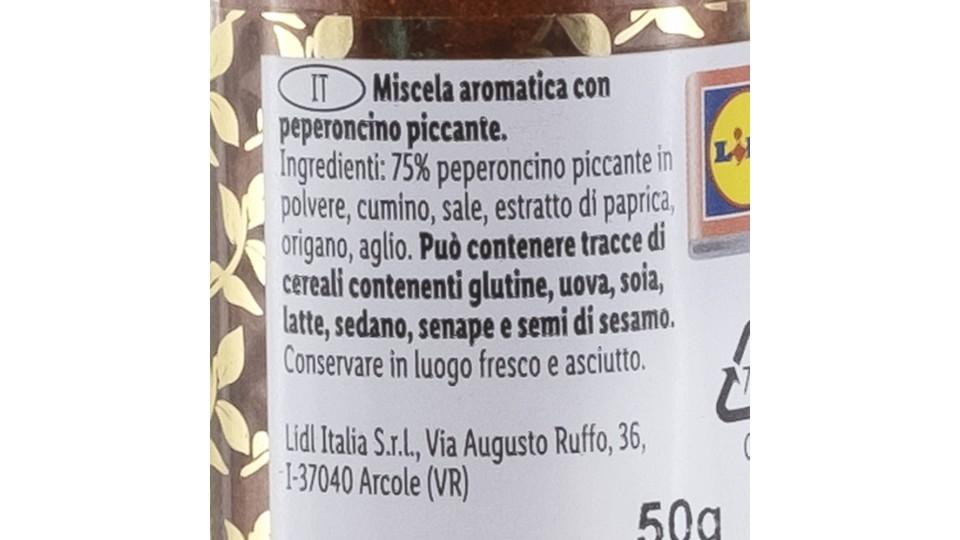 IT Miscela aromatica con
peperoncino piccante.
Ingredienti: 75% peperoncino piccante in
polvere, cumino, sale, estratto di paprica,
origano, aglio. Può contenere tracce di
cereali contenenti glutine, uova, soia,
latte, sedano, senape e semi di sesamo.
Conservare in luogo fresco e asciutto.
Lidl Italia S.r.l., Via Augusto Ruffo, 36,
I-37040 Arcole (VR)
50g